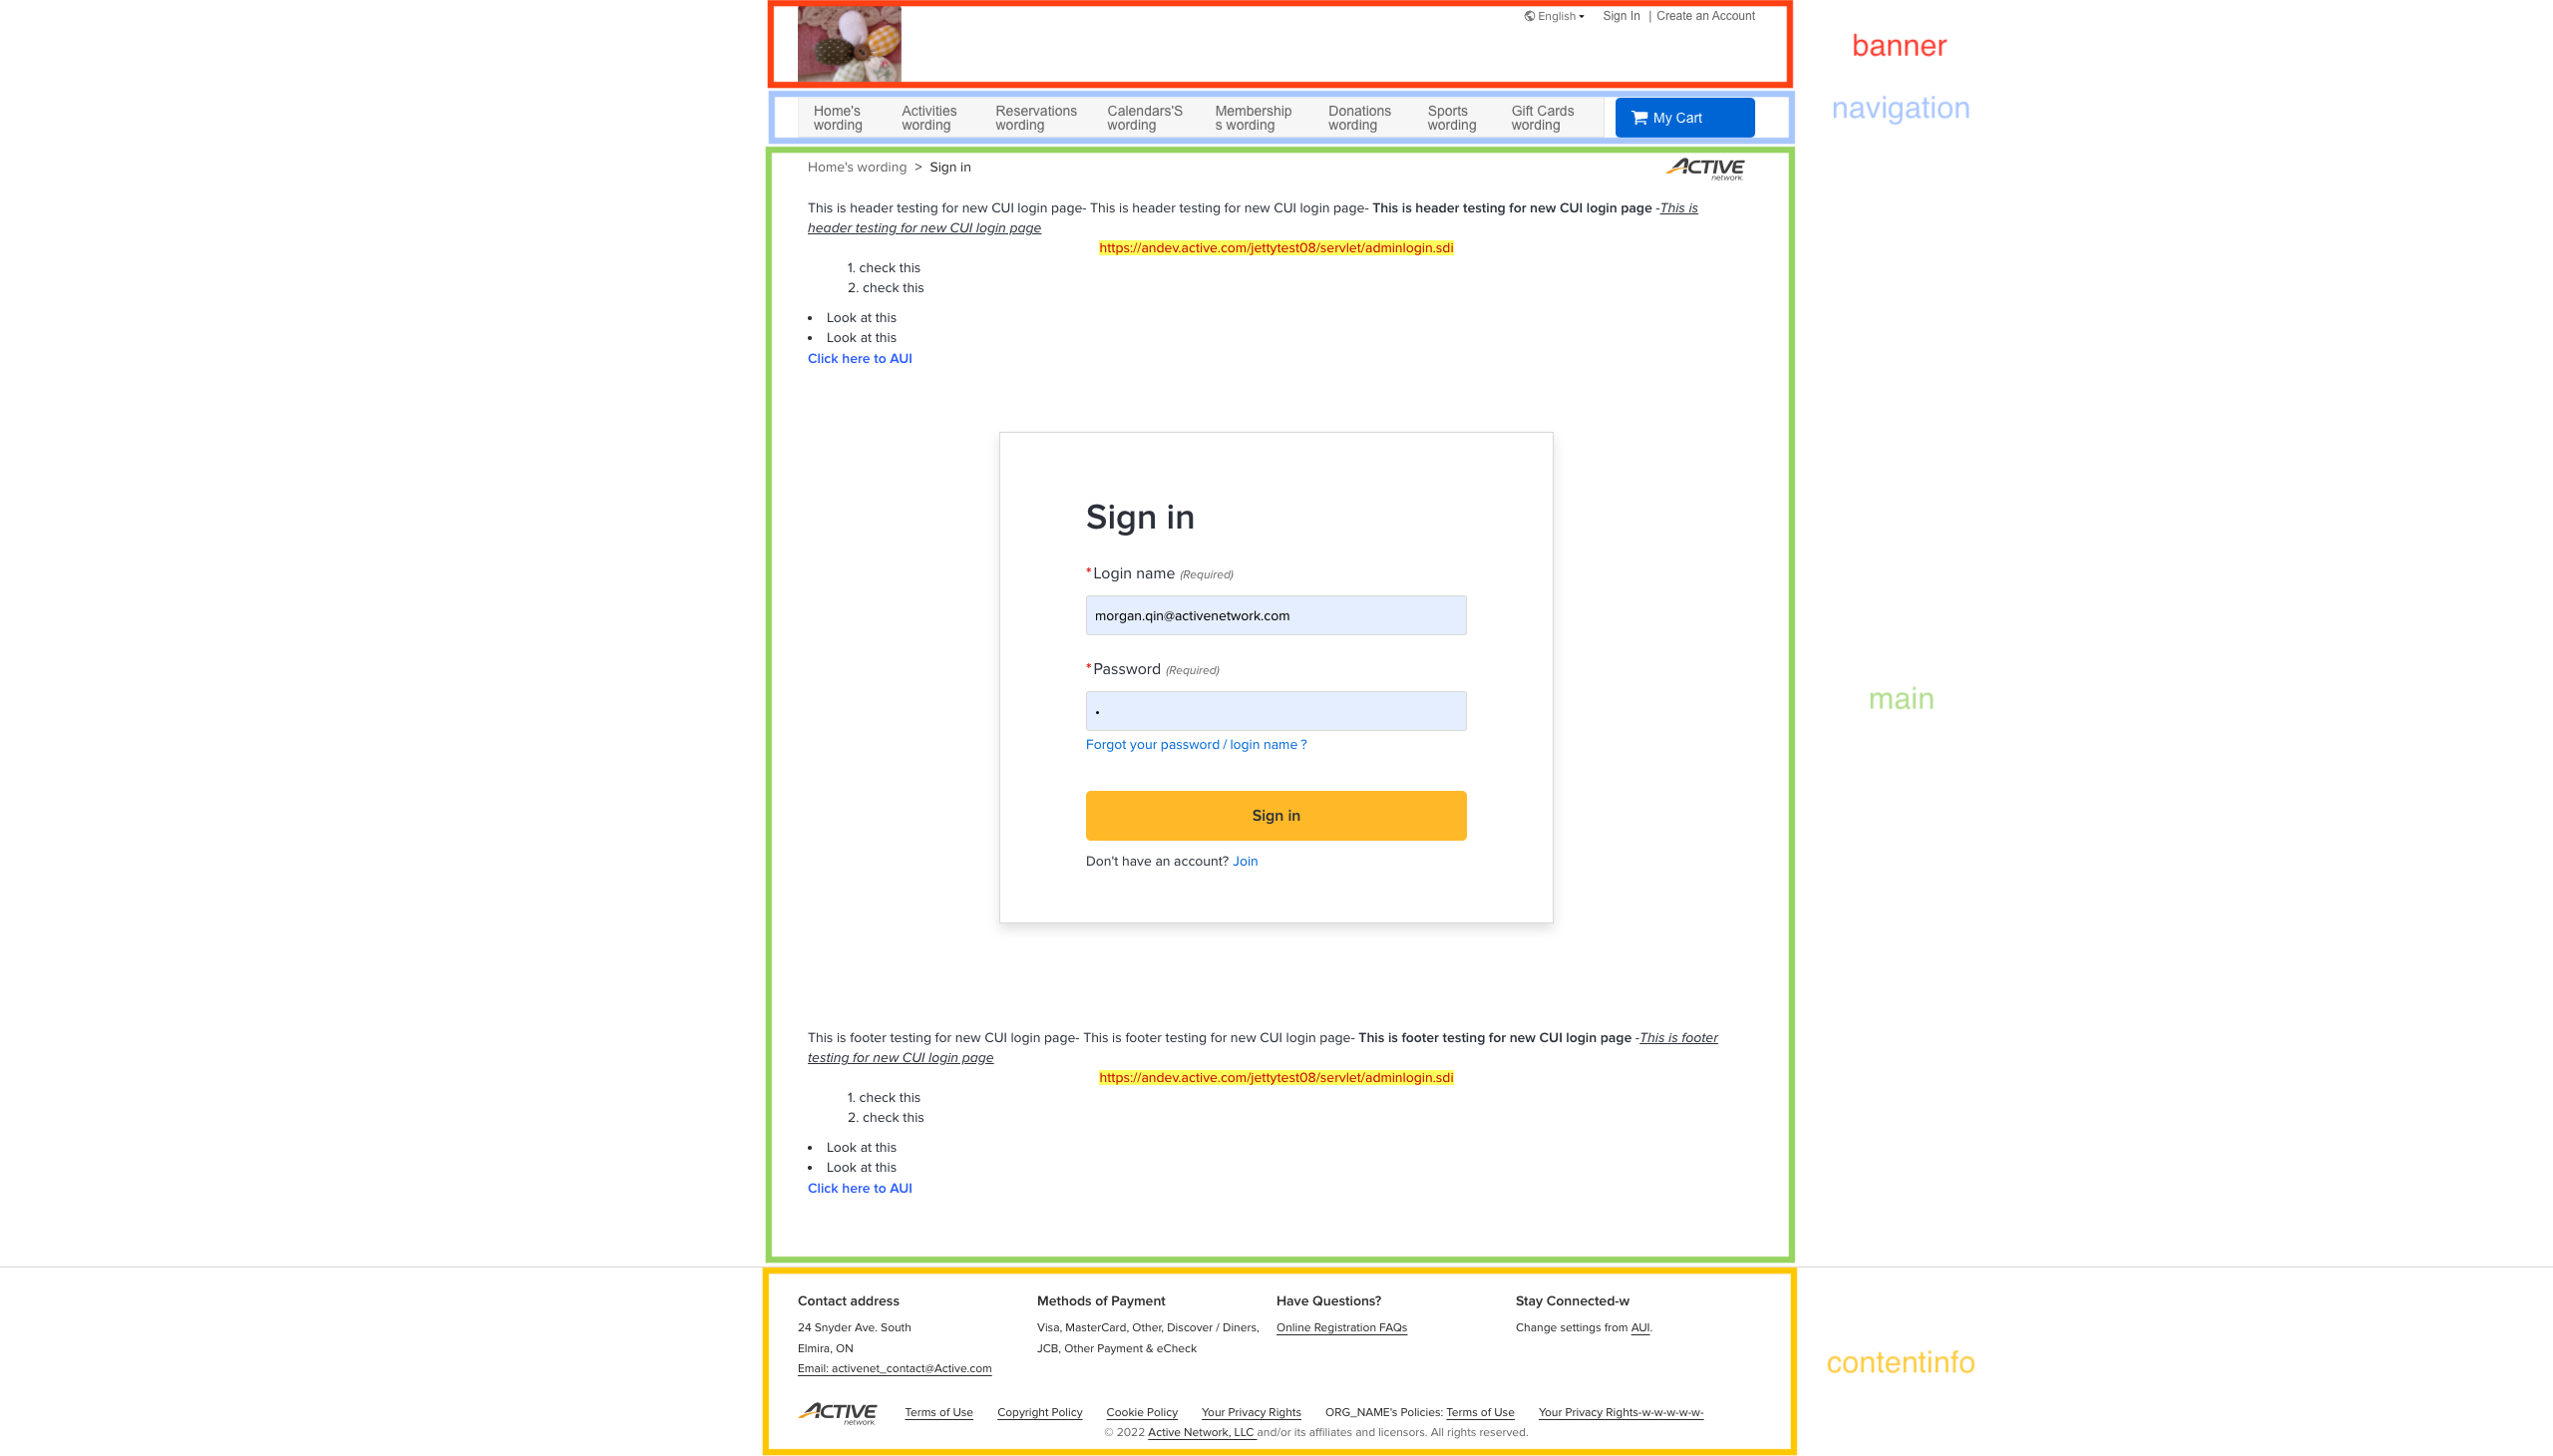 English
Sign In | Create an Account
banner
Home's wording
Activities wording
Reservations wording
Calendars'S wording
Membership s wording
Donations wording
Sports wording
Gift Cards wording
My Cart
navigation
Home's wording > Sign in
ACTIVE network.
This is header testing for new CUI login page- This is header testing for new CUI login page- This is header testing for new CUI login page -This is
header testing for new CUI login page
https://andev.active.com/jettytest08/servlet/adminlogin.sdi
1. check this
2. check this
• Look at this
• Look at this
Click here to AUI
Sign in
*Login name (Required)
morgan.qin@activenetwork.com
*Password (Required)
•
main
Forgot your password / login name ?
Sign in
Don't have an account? Join
This is footer testing for new CUI login page- This is footer testing for new CUI login page- This is footer testing for new CUI login page -This is footer
testing for new CUI login page
https://andev.active.com/jettytest08/servlet/adminlogin.sdi
1. check this
2. check this
• Look at this
• Look at this
Click here to AUI
Contact address
24 Snyder Ave. South
Elmira, ON
Email: activenet_contact@Active.com
Methods of Payment
Visa, MasterCard, Other, Discover / Diners,
JCB, Other Payment & eCheck
Have Questions?
Online Registration FAQs
Stay Connected-w
Change settings from AUI.
contentinfo
ACTIVE network.
Terms of Use Copyright Policy Cookie Policy Your Privacy Rights ORG_NAME's Policies: Terms of Use Your Privacy Rights-w-w-w-w-w-
© 2022 Active Network, LLC and/or its affiliates and licensors. All rights reserved.